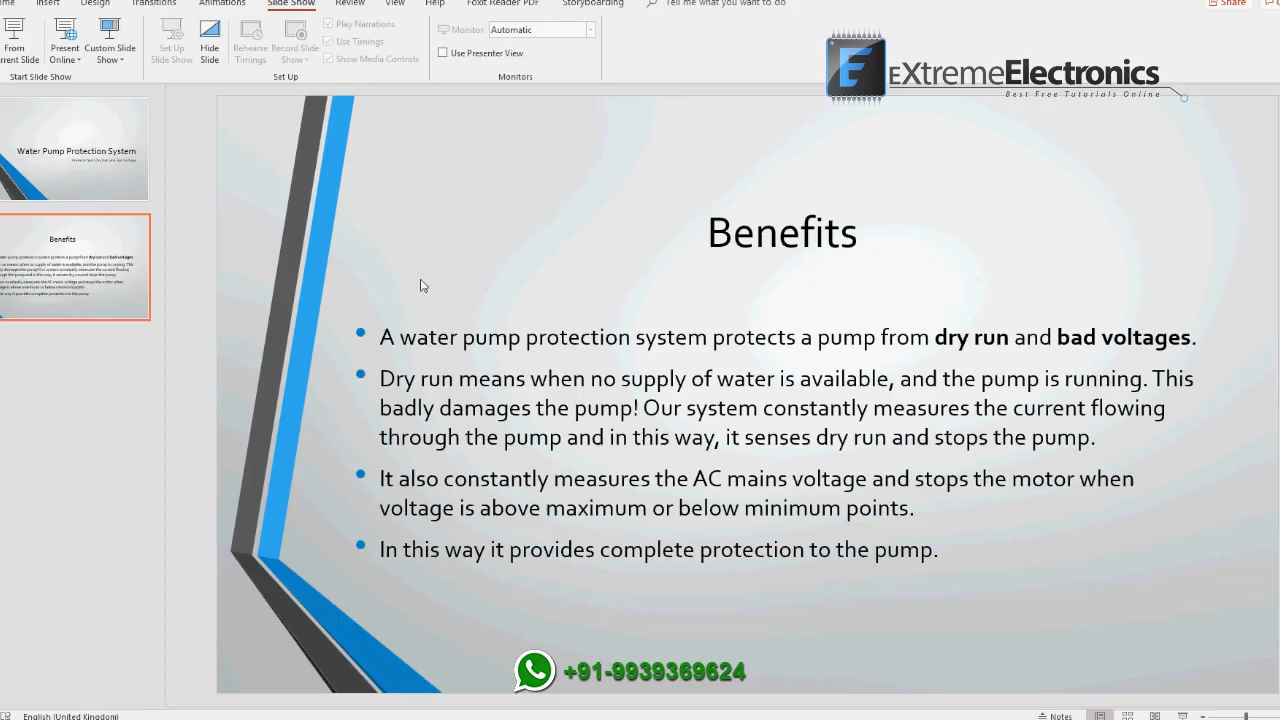 Insert Design Transitions Animations Slide Show Review View Help Foxit Reader PDF Storyboarding Tell me what you want to do Share
From
Present
Online
Custom Slide
Show
Set Up
Slide Show
Hide
Slide
Rehearse
Timings
Record Slide
Show
Play Narrations
Use Timings
Show Media Controls
Monitor: Automatic
Use Presenter View
Start Slide Show
Set Up
Monitors
E
eXtremeElectronics
Best Free Tutorials Online
Water Pump Protection System
Benefits
Benefits
A water pump protection system protects a pump from dry run and bad voltages.
Dry run means when no supply of water is available, and the pump is running. This
badly damages the pump! Our system constantly measures the current flowing
through the pump and in this way, it senses dry run and stops the pump.
It also constantly measures the AC mains voltage and stops the motor when
voltage is above maximum or below minimum points.
In this way it provides complete protection to the pump.
+91-9939369624
English (United Kingdom)
Notes